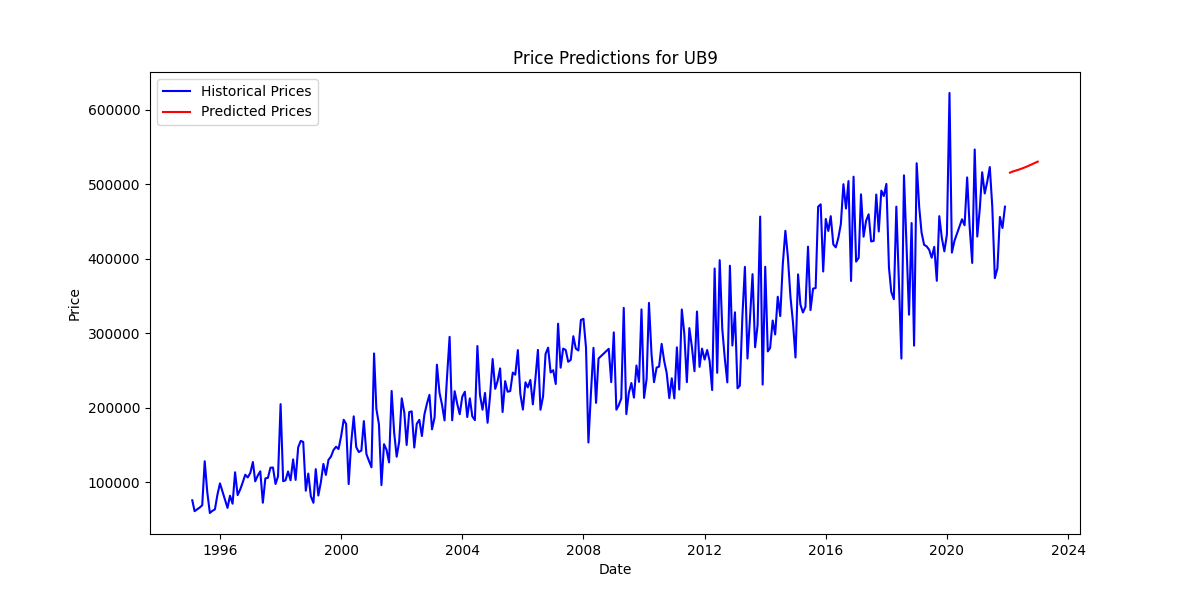 Price Predictions for UB9
Historical Prices
Predicted Prices
600000
500000
400000
300000
200000
100000
Price
1996
2000
2004
2008
2012
2016
2020
2024
Date